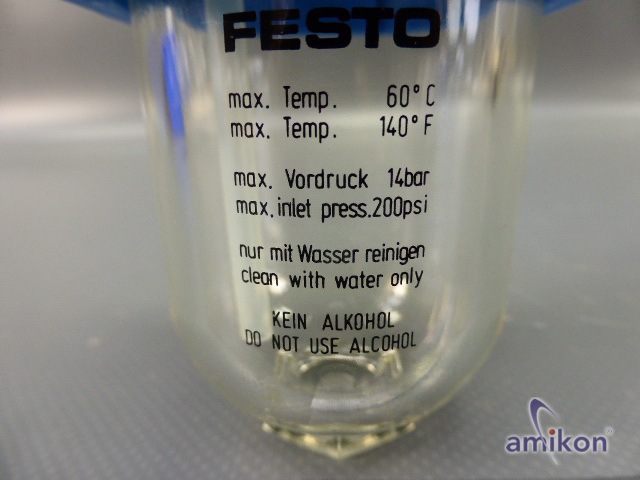 FESTO
max. Temp. 60°C
max. Temp. 140°F
max. Vordruck 14bar
max. inlet press. 200psi
nur mit Wasser reinigen
clean with water only
KEIN ALKOHOL
DO NOT USE ALCOHOL
amikon